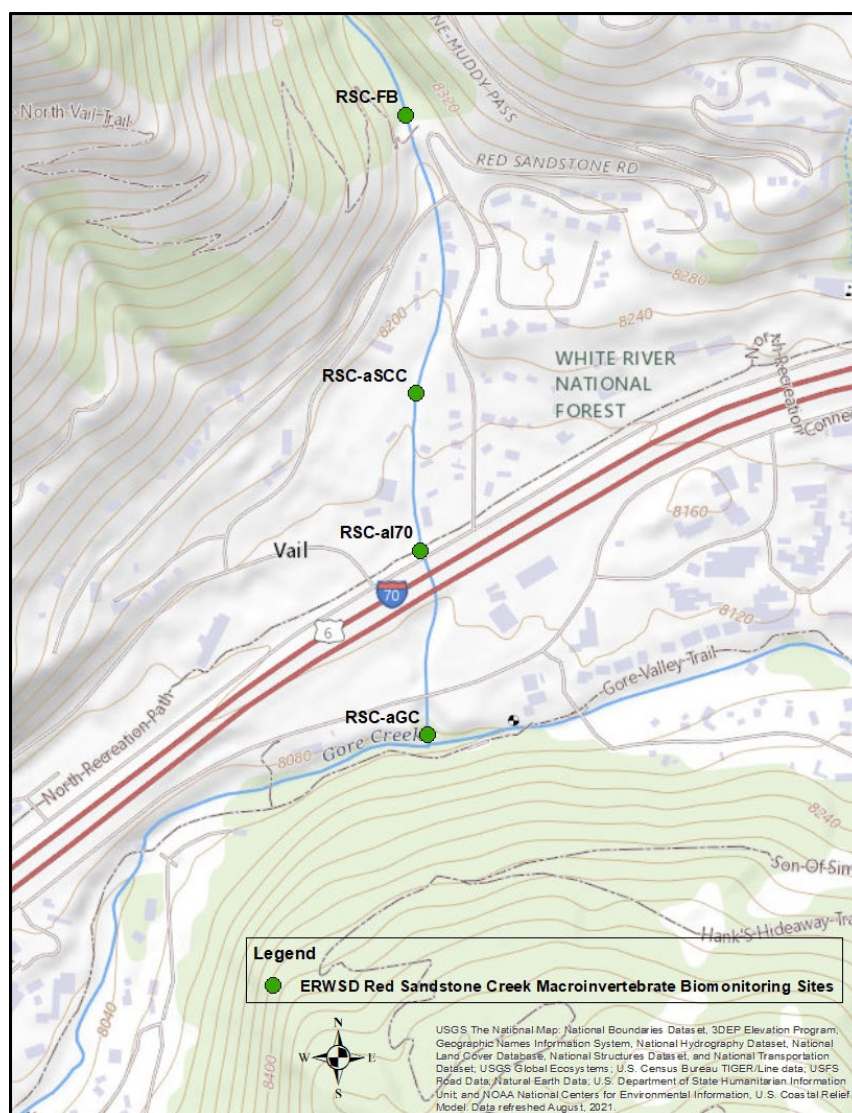 NE-MUDDY-PASS
8320
RSC-FB
North Vail-Trail
RED SANDSTONE RD
8280
8240
8200
RSC-aSCC
WHITE RIVER
NATIONAL
FOREST
North-Recreation
Conne
8160
RSC-aI70
Vail
70
6
8120
Gore-Valley-Trail
RSC-aGC
Gore Creek
8080
North-Recreation-Path
8240
Son-Of-Sim
Hank'S-Hideaway-Tra
Legend
ERWSD Red Sandstone Creek Macroinvertebrate Biomonitoring Sites
8040
8400
N
W E
S
USGS The National Map: National Boundaries Dataset, 3DEP Elevation Program,
Geographic Names Information System, National Hydrography Dataset, National
Land Cover Database, National Structures Dataset, and National Transportation
Dataset; USGS Global Ecosystems; U.S. Census Bureau TIGER/Line data; USFS
Road Data; Natural Earth Data; U.S. Department of State Humanitarian Information
Unit; and NOAA National Centers for Environmental Information, U.S. Coastal Relief
Model. Data refreshed August, 2021.